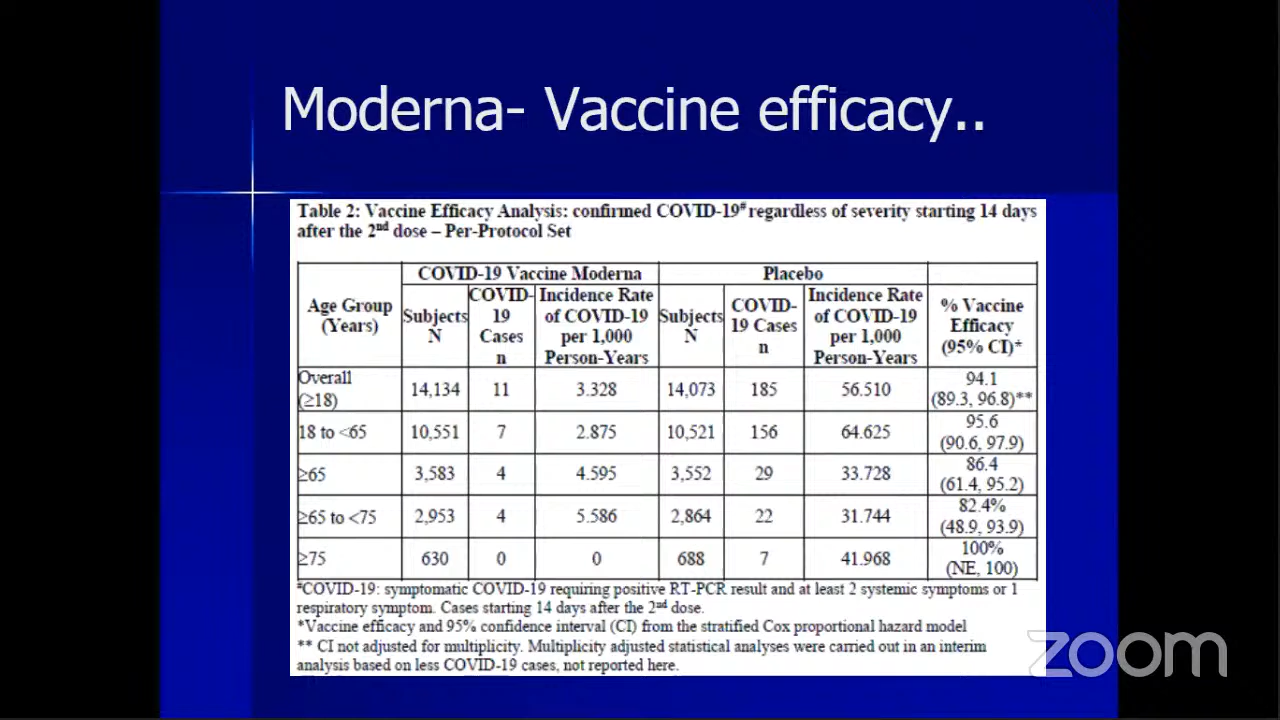 Moderna- Vaccine efficacy..
Table 2: Vaccine Efficacy Analysis: confirmed COVID-19# regardless of severity starting 14 days
after the 2nd dose – Per-Protocol Set
COVID-19 Vaccine Moderna Placebo
Age Group (Years) Subjects N COVID-19 Cases n Incidence Rate of COVID-19 per 1,000 Person-Years Subjects N COVID-19 Cases n Incidence Rate of COVID-19 per 1,000 Person-Years % Vaccine Efficacy (95% CI)*
Overall (≥18) 14,134 11 3.328 14,073 185 56.510 94.1 (89.3, 96.8)**
18 to <65 10,551 7 2.875 10,521 156 64.625 95.6 (90.6, 97.9)
≥65 3,583 4 4.595 3,552 29 33.728 86.4 (61.4, 95.2)
≥65 to <75 2,953 4 5.586 2,864 22 31.744 82.4% (48.9, 93.9)
≥75 630 0 0 688 7 41.968 100% (NE, 100)
#COVID-19: symptomatic COVID-19 requiring positive RT-PCR result and at least 2 systemic symptoms or 1
respiratory symptom. Cases starting 14 days after the 2nd dose.
*Vaccine efficacy and 95% confidence interval (CI) from the stratified Cox proportional hazard model
** CI not adjusted for multiplicity. Multiplicity adjusted statistical analyses were carried out in an interim
analysis based on less COVID-19 cases, not reported here.
zoom